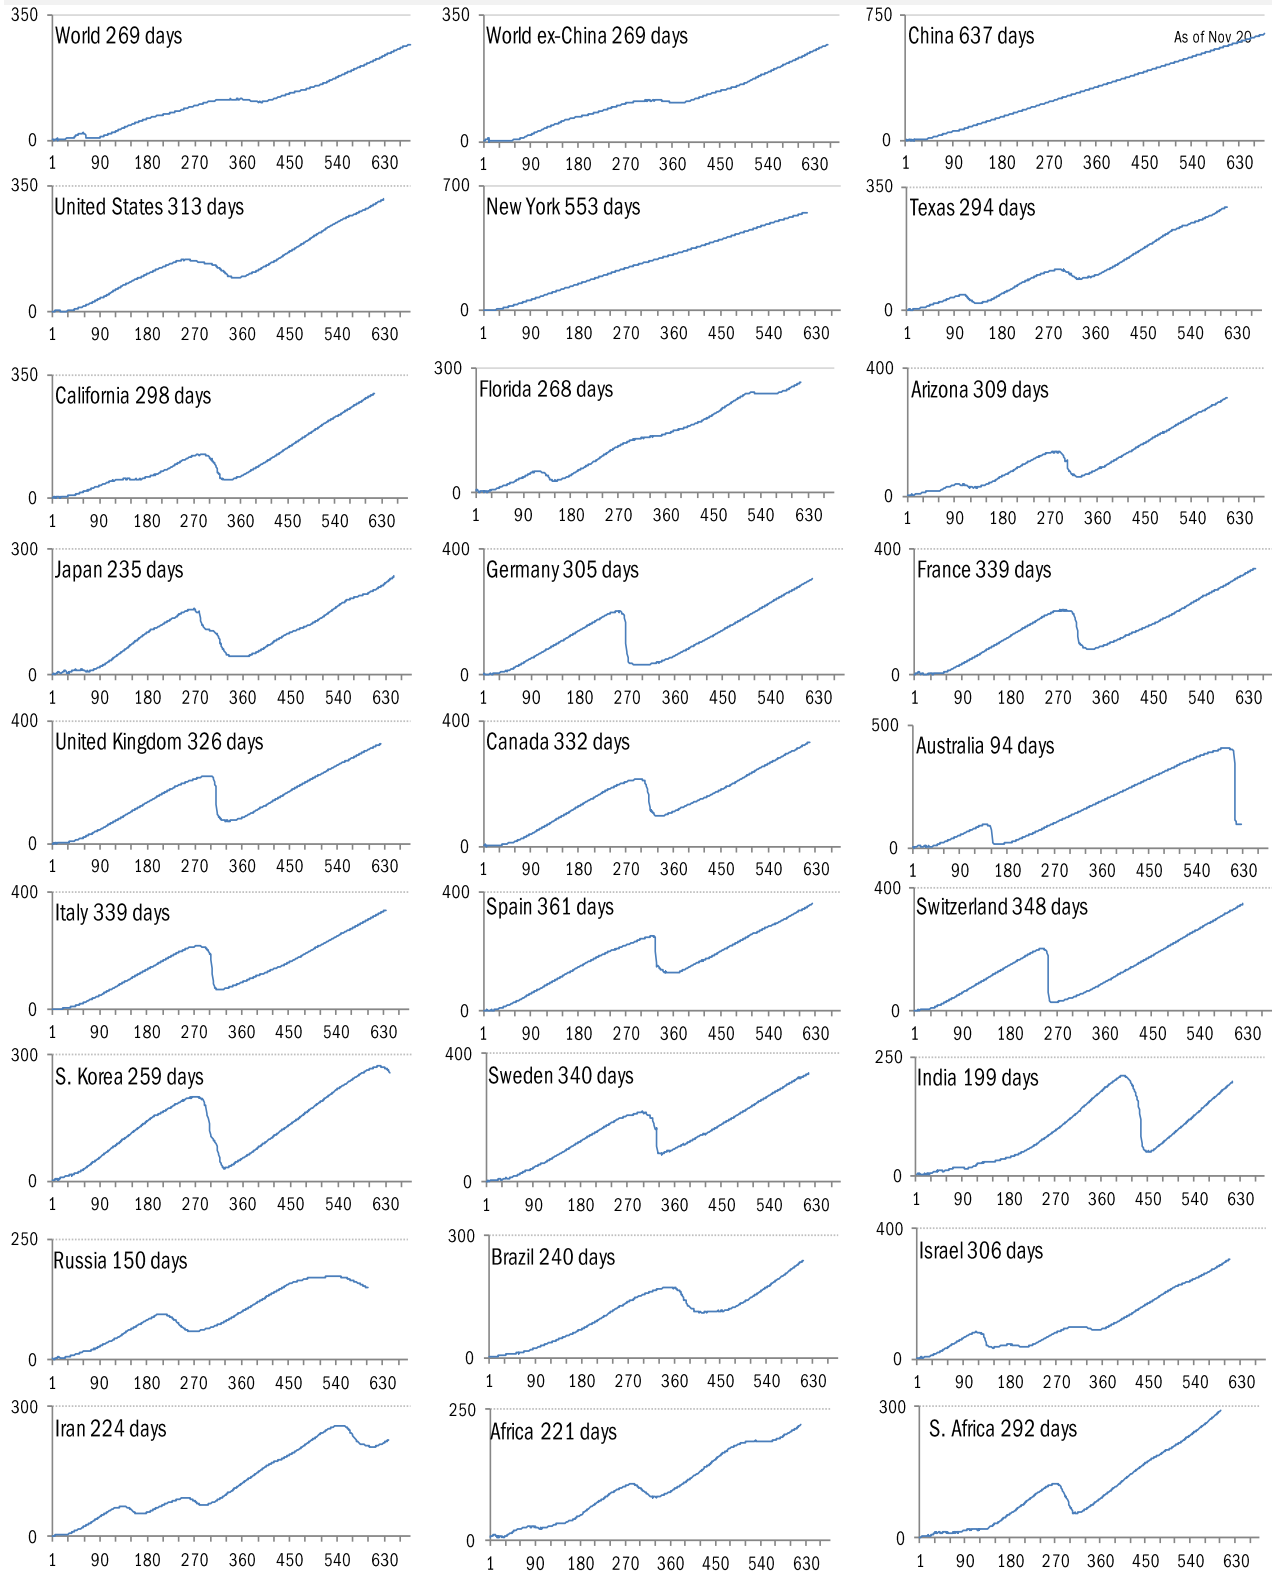 350 350 750
World 269 days World ex-China 269 days China 637 days As of Nov 20
0 0 0
1 90 180 270 360 450 540 630 1 90 180 270 360 450 540 630 1 90 180 270 360 450 540 630
350 700 350
United States 313 days New York 553 days Texas 294 days
0 0 0
1 90 180 270 360 450 540 630 1 90 180 270 360 450 540 630 1 90 180 270 360 450 540 630
350 300 400
California 298 days Florida 268 days Arizona 309 days
0 0 0
1 90 180 270 360 450 540 630 1 90 180 270 360 450 540 630 1 90 180 270 360 450 540 630
300 400 400
Japan 235 days Germany 305 days France 339 days
0 0 0
1 90 180 270 360 450 540 630 1 90 180 270 360 450 540 630 1 90 180 270 360 450 540 630
400 400 500
United Kingdom 326 days Canada 332 days Australia 94 days
0 0 0
1 90 180 270 360 450 540 630 1 90 180 270 360 450 540 630 1 90 180 270 360 450 540 630
400 400 400
Italy 339 days Spain 361 days Switzerland 348 days
0 0 0
1 90 180 270 360 450 540 630 1 90 180 270 360 450 540 630 1 90 180 270 360 450 540 630
300 400 250
S. Korea 259 days Sweden 340 days India 199 days
0 0 0
1 90 180 270 360 450 540 630 1 90 180 270 360 450 540 630 1 90 180 270 360 450 540 630
250 300 400
Russia 150 days Brazil 240 days Israel 306 days
0 0 0
1 90 180 270 360 450 540 630 1 90 180 270 360 450 540 630 1 90 180 270 360 450 540 630
300 250 300
Iran 224 days Africa 221 days S. Africa 292 days
0 0 0
1 90 180 270 360 450 540 630 1 90 180 270 360 450 540 630 1 90 180 270 360 450 540 630